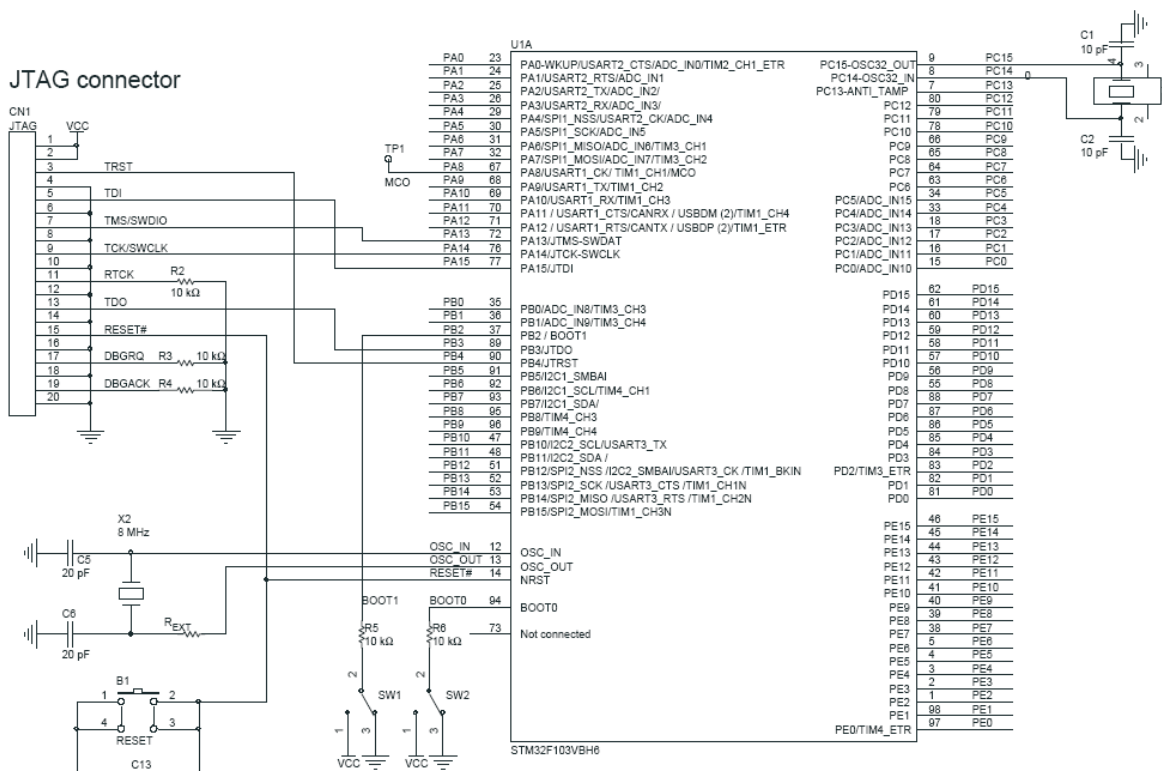 JTAG connector
CN1
JTAG
VCC
1
2
3 TRST
4
5 TDI
6
7 TMS/SWDIO
8
9 TCK/SWCLK
10
11 RTCK R2
10 kΩ
12
13 TDO
14
15 RESET#
16
17 DBGRQ R3 10 kΩ
18
19 DBGACK R4 10 kΩ
20
TP1
MCO
X2
8 MHz
C5
20 pF
C6
20 pF
REXT
B1
1 2
4 3
RESET
C13
BOOT1 BOOT0
R5
10 kΩ
R6
10 kΩ
2 SW1
2 SW2
1 3
1 3
VCC
VCC
U1A
PA0 23 PA0-WKUP/USART2_CTS/ADC_IN0/TIM2_CH1_ETR
PA1 24 PA1/USART2_RTS/ADC_IN1
PA2 25 PA2/USART2_TX/ADC_IN2/
PA3 26 PA3/USART2_RX/ADC_IN3/
PA4 29 PA4/SPI1_NSS/USART2_CK/ADC_IN4
PA5 30 PA5/SPI1_SCK/ADC_IN5
PA6 31 PA6/SPI1_MISO/ADC_IN6/TIM3_CH1
PA7 32 PA7/SPI1_MOSI/ADC_IN7/TIM3_CH2
PA8 67 PA8/USART1_CK/ TIM1_CH1/MCO
PA9 68 PA9/USART1_TX/TIM1_CH2
PA10 69 PA10/USART1_RX/TIM1_CH3
PA11 70 PA11 / USART1_CTS/CANRX / USBDM (2)/TIM1_CH4
PA12 71 PA12 / USART1_RTS/CANTX / USBDP (2)/TIM1_ETR
PA13 72 PA13/JTMS-SWDAT
PA14 76 PA14/JTCK-SWCLK
PA15 77 PA15/JTDI
PB0 35 PB0/ADC_IN8/TIM3_CH3
PB1 36 PB1/ADC_IN9/TIM3_CH4
PB2 37 PB2 / BOOT1
PB3 89 PB3/JTDO
PB4 90 PB4/JTRST
PB5 91 PB5/I2C1_SMBAI
PB6 92 PB6/I2C1_SCL/TIM4_CH1
PB7 93 PB7/I2C1_SDA/
PB8 95 PB8/TIM4_CH3
PB9 96 PB9/TIM4_CH4
PB10 47 PB10/I2C2_SCL/USART3_TX
PB11 48 PB11/I2C2_SDA /
PB12 51 PB12/SPI2_NSS /I2C2_SMBAI/USART3_CK /TIM1_BKIN
PB13 52 PB13/SPI2_SCK /USART3_CTS /TIM1_CH1N
PB14 53 PB14/SPI2_MISO /USART3_RTS /TIM1_CH2N
PB15 54 PB15/SPI2_MOSI/TIM1_CH3N
OSC_IN 12 OSC_IN
OSC_OUT 13 OSC_OUT
RESET# 14 NRST
94 BOOT0
73 Not connected
PC15-OSC32_OUT 9 PC15
PC14-OSC32_IN 8 PC14 0
PC13-ANTI_TAMP 7 PC13
PC12 80 PC12
PC11 79 PC11
PC10 78 PC10
PC9 66 PC9
PC8 65 PC8
PC7 64 PC7
PC6 63 PC6
PC5/ADC_IN15 34 PC5
PC4/ADC_IN14 33 PC4
PC3/ADC_IN13 18 PC3
PC2/ADC_IN12 17 PC2
PC1/ADC_IN11 16 PC1
PC0/ADC_IN10 15 PC0
PD15 62 PD15
PD14 61 PD14
PD13 60 PD13
PD12 59 PD12
PD11 58 PD11
PD10 57 PD10
PD9 56 PD9
PD8 55 PD8
PD7 88 PD7
PD6 87 PD6
PD5 86 PD5
PD4 85 PD4
PD3 84 PD3
PD2/TIM3_ETR 83 PD2
PD1 82 PD1
PD0 81 PD0
PE15 46 PE15
PE14 45 PE14
PE13 44 PE13
PE12 43 PE12
PE11 42 PE11
PE10 41 PE10
PE9 40 PE9
PE8 39 PE8
PE7 38 PE7
PE6 5 PE6
PE5 4 PE5
PE4 3 PE4
PE3 2 PE3
PE2 1 PE2
PE1 98 PE1
PE0/TIM4_ETR 97 PE0
STM32F103VBH6
C1
10 pF
4 3
1 2
C2
10 pF